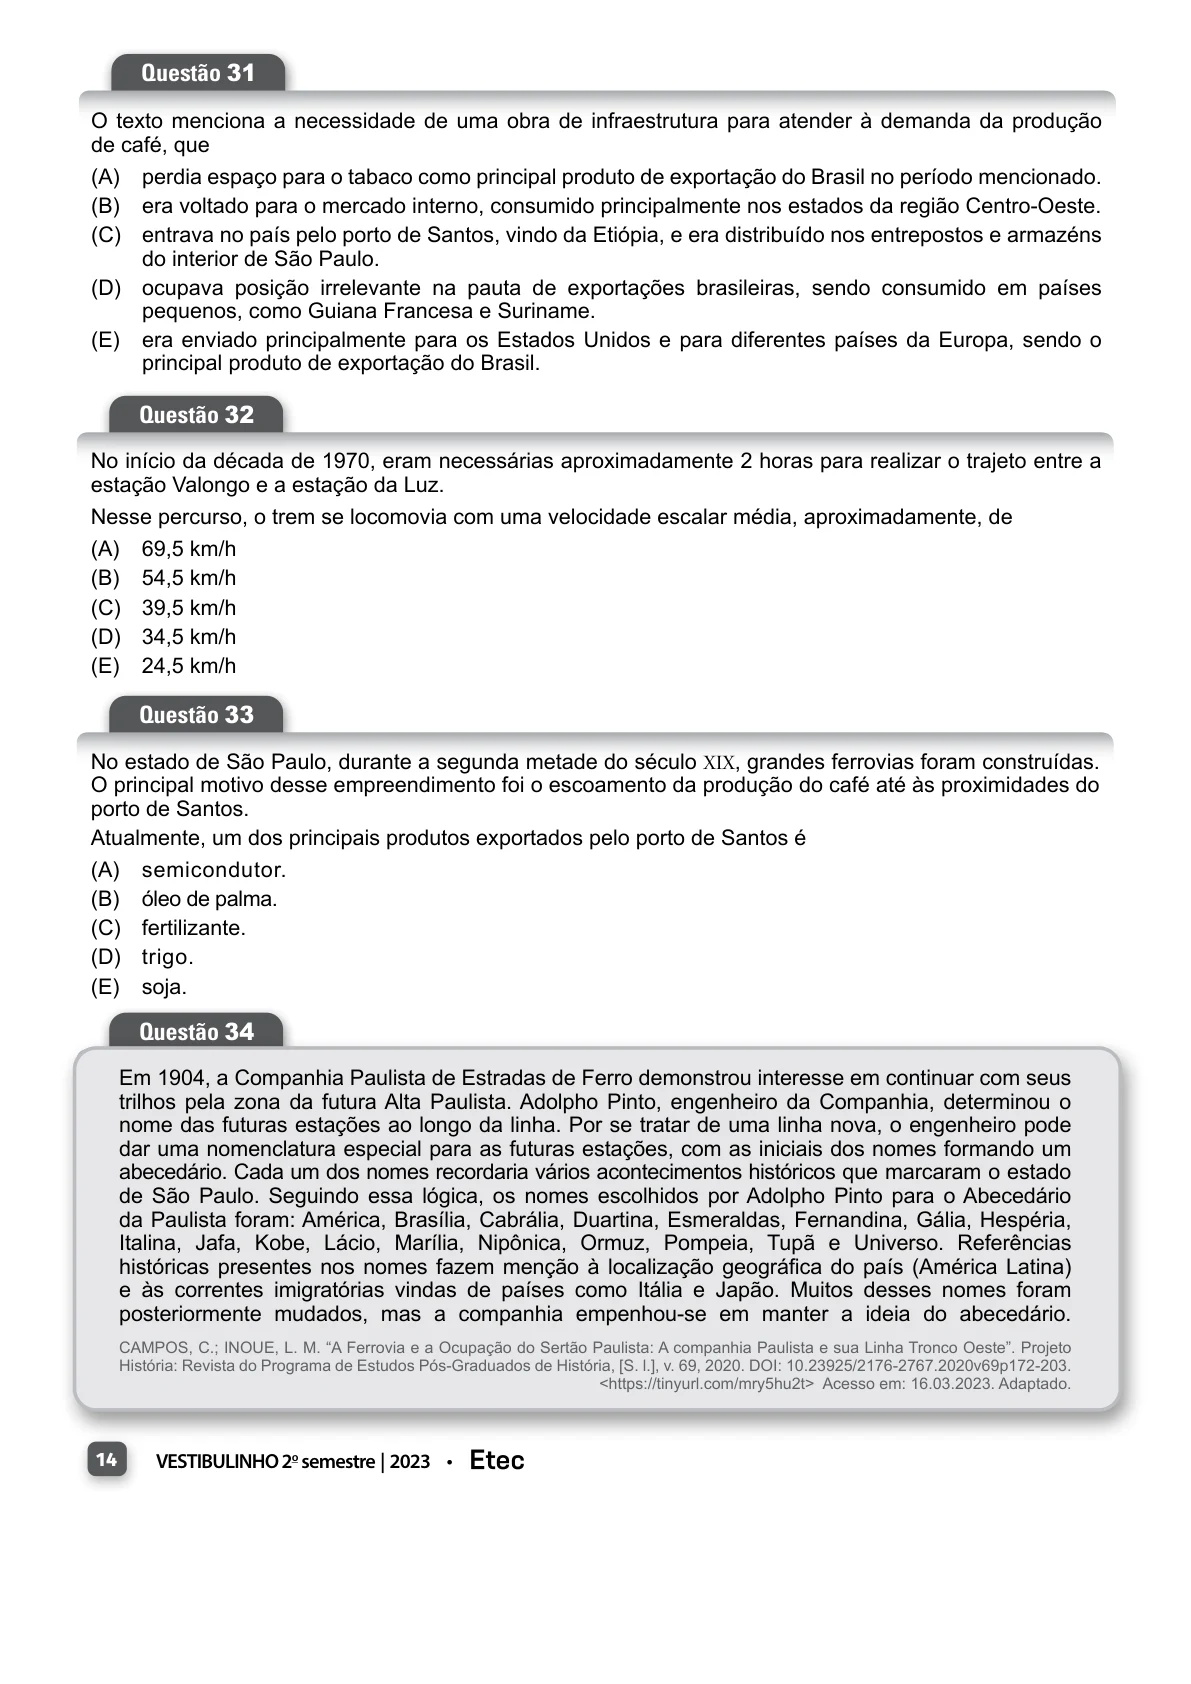 Questão 31
O texto menciona a necessidade de uma obra de infraestrutura para atender à demanda da produção
de café, que
(A) perdia espaço para o tabaco como principal produto de exportação do Brasil no período mencionado.
(B) era voltado para o mercado interno, consumido principalmente nos estados da região Centro-Oeste.
(C) entrava no país pelo porto de Santos, vindo da Etiópia, e era distribuído nos entrepostos e armazéns
do interior de São Paulo.
(D) ocupava posição irrelevante na pauta de exportações brasileiras, sendo consumido em países
pequenos, como Guiana Francesa e Suriname.
(E) era enviado principalmente para os Estados Unidos e para diferentes países da Europa, sendo o
principal produto de exportação do Brasil.
Questão 32
No início da década de 1970, eram necessárias aproximadamente 2 horas para realizar o trajeto entre a
estação Valongo e a estação da Luz.
Nesse percurso, o trem se locomovia com uma velocidade escalar média, aproximadamente, de
(A) 69,5 km/h
(B) 54,5 km/h
(C) 39,5 km/h
(D) 34,5 km/h
(E) 24,5 km/h
Questão 33
No estado de São Paulo, durante a segunda metade do século XIX, grandes ferrovias foram construídas.
O principal motivo desse empreendimento foi o escoamento da produção do café até às proximidades do
porto de Santos.
Atualmente, um dos principais produtos exportados pelo porto de Santos é
(A) semicondutor.
(B) óleo de palma.
(C) fertilizante.
(D) trigo.
(E) soja.
Questão 34
Em 1904, a Companhia Paulista de Estradas de Ferro demonstrou interesse em continuar com seus
trilhos pela zona da futura Alta Paulista. Adolpho Pinto, engenheiro da Companhia, determinou o
nome das futuras estações ao longo da linha. Por se tratar de uma linha nova, o engenheiro pode
dar uma nomenclatura especial para as futuras estações, com as iniciais dos nomes formando um
abecedário. Cada um dos nomes recordaria vários acontecimentos históricos que marcaram o estado
de São Paulo. Seguindo essa lógica, os nomes escolhidos por Adolpho Pinto para o Abecedário
da Paulista foram: América, Brasília, Cabrália, Duartina, Esmeraldas, Fernandina, Gália, Hespéria,
Italina, Jafa, Kobe, Lácio, Marília, Nipônica, Ormuz, Pompeia, Tupã e Universo. Referências
históricas presentes nos nomes fazem menção à localização geográfica do país (América Latina)
e às correntes imigratórias vindas de países como Itália e Japão. Muitos desses nomes foram
posteriormente mudados, mas a companhia empenhou-se em manter a ideia do abecedário.
CAMPOS, C.; INOUE, L. M. “A Ferrovia e a Ocupação do Sertão Paulista: A companhia Paulista e sua Linha Tronco Oeste”. Projeto
História: Revista do Programa de Estudos Pós-Graduados de História, [S. l.], v. 69, 2020. DOI: 10.23925/2176-2767.2020v69p172-203.
<https://tinyurl.com/mry5hu2t> Acesso em: 16.03.2023. Adaptado.
14 VESTIBULINHO 2º semestre | 2023 • Etec